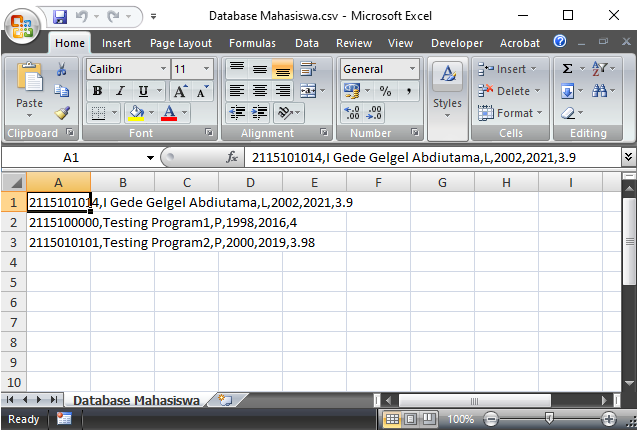 Database Mahasiswa.csv - Microsoft Excel
Home Insert Page Layout Formulas Data Review View Developer Acrobat
Paste
Clipboard
Calibri 11
B I U
A A
Font
Alignment
General
% ,
Number
Styles
Insert
Delete
Format
Cells
Σ
Editing
A1 fx 2115101014,I Gede Gelgel Abdiutama,L,2002,2021,3.9
A B C D E F G H I
1 2115101014,I Gede Gelgel Abdiutama,L,2002,2021,3.9
2 2115100000,Testing Program1,P,1998,2016,4
3 2115010101,Testing Program2,P,2000,2019,3.98
4
5
6
7
8
9
10
Database Mahasiswa
Ready 100%